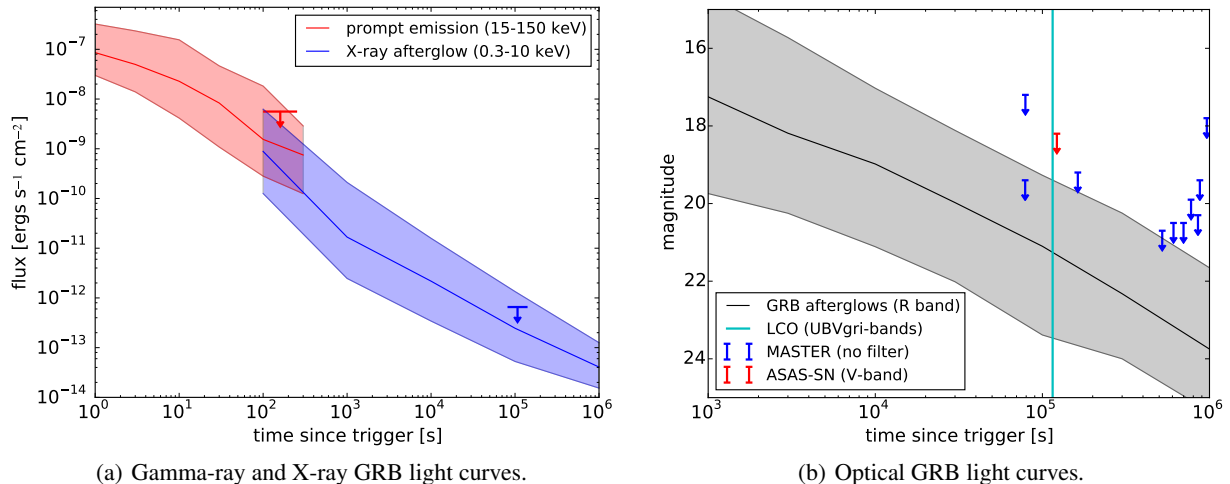 prompt emission (15-150 keV)
X-ray afterglow (0.3-10 keV)
flux [ergs s⁻¹ cm⁻²]
10⁻⁷
10⁻⁸
10⁻⁹
10⁻¹⁰
10⁻¹¹
10⁻¹²
10⁻¹³
10⁻¹⁴
10⁰ 10¹ 10² 10³ 10⁴ 10⁵ 10⁶
time since trigger [s]
(a) Gamma-ray and X-ray GRB light curves.
magnitude
18
20
22
24
GRB afterglows (R band)
LCO (UBVgri-bands)
MASTER (no filter)
ASAS-SN (V-band)
10³ 10⁴ 10⁵ 10⁶
time since trigger [s]
(b) Optical GRB light curves.